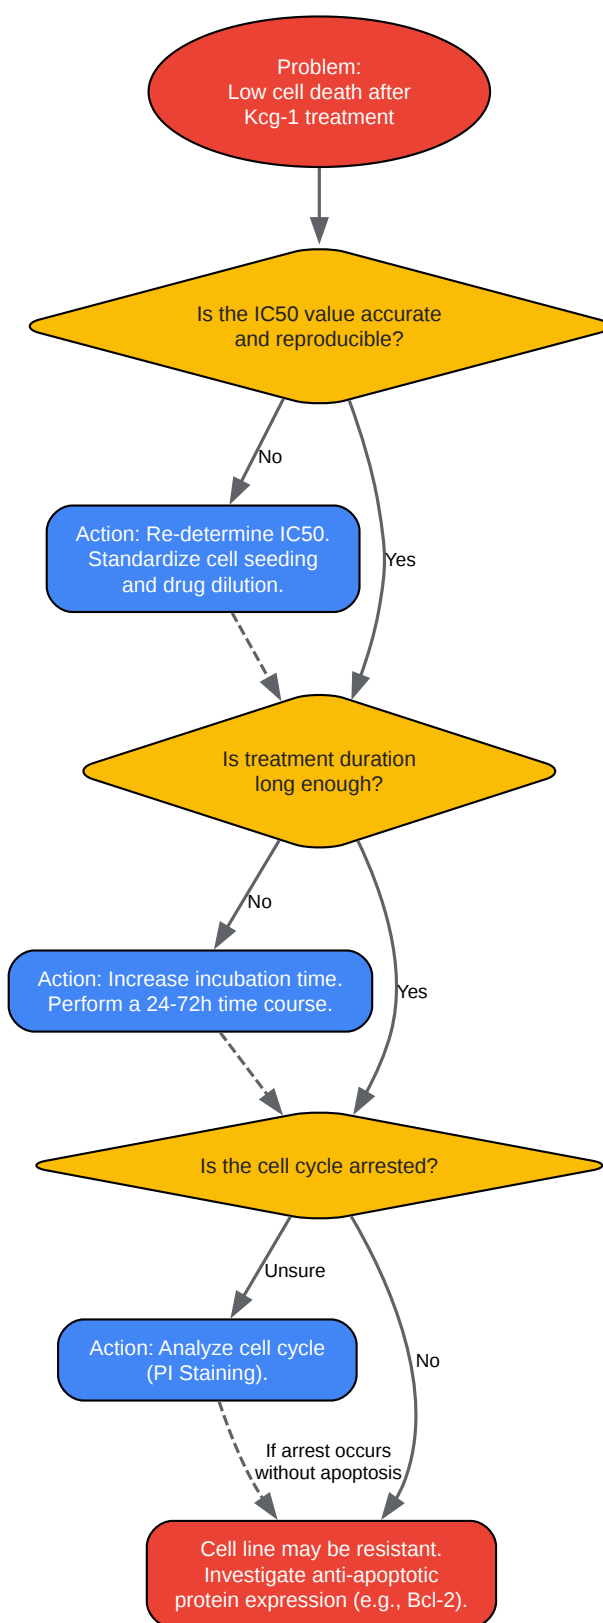 Problem:
Low cell death after
Kcg-1 treatment
Is the IC50 value accurate
and reproducible?
No
Yes
Action: Re-determine IC50.
Standardize cell seeding
and drug dilution.
Is treatment duration
long enough?
No
Yes
Action: Increase incubation time.
Perform a 24-72h time course.
Is the cell cycle arrested?
Unsure
No
Action: Analyze cell cycle
(PI Staining).
If arrest occurs
without apoptosis
Cell line may be resistant.
Investigate anti-apoptotic
protein expression (e.g., Bcl-2).